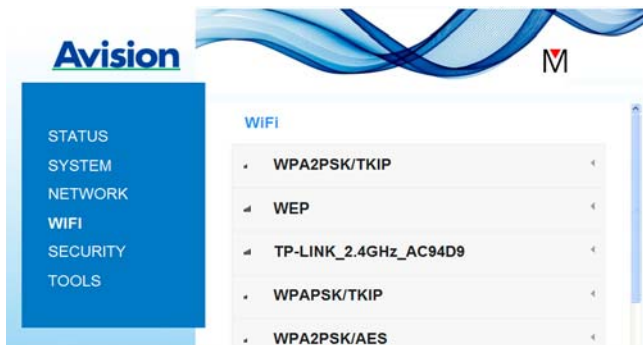 Avision
M
STATUS
SYSTEM
NETWORK
WIFI
SECURITY
TOOLS
WiFi
WPA2PSK/TKIP
WEP
TP-LINK_2.4GHz_AC94D9
WPAPSK/TKIP
WPA2PSK/AES